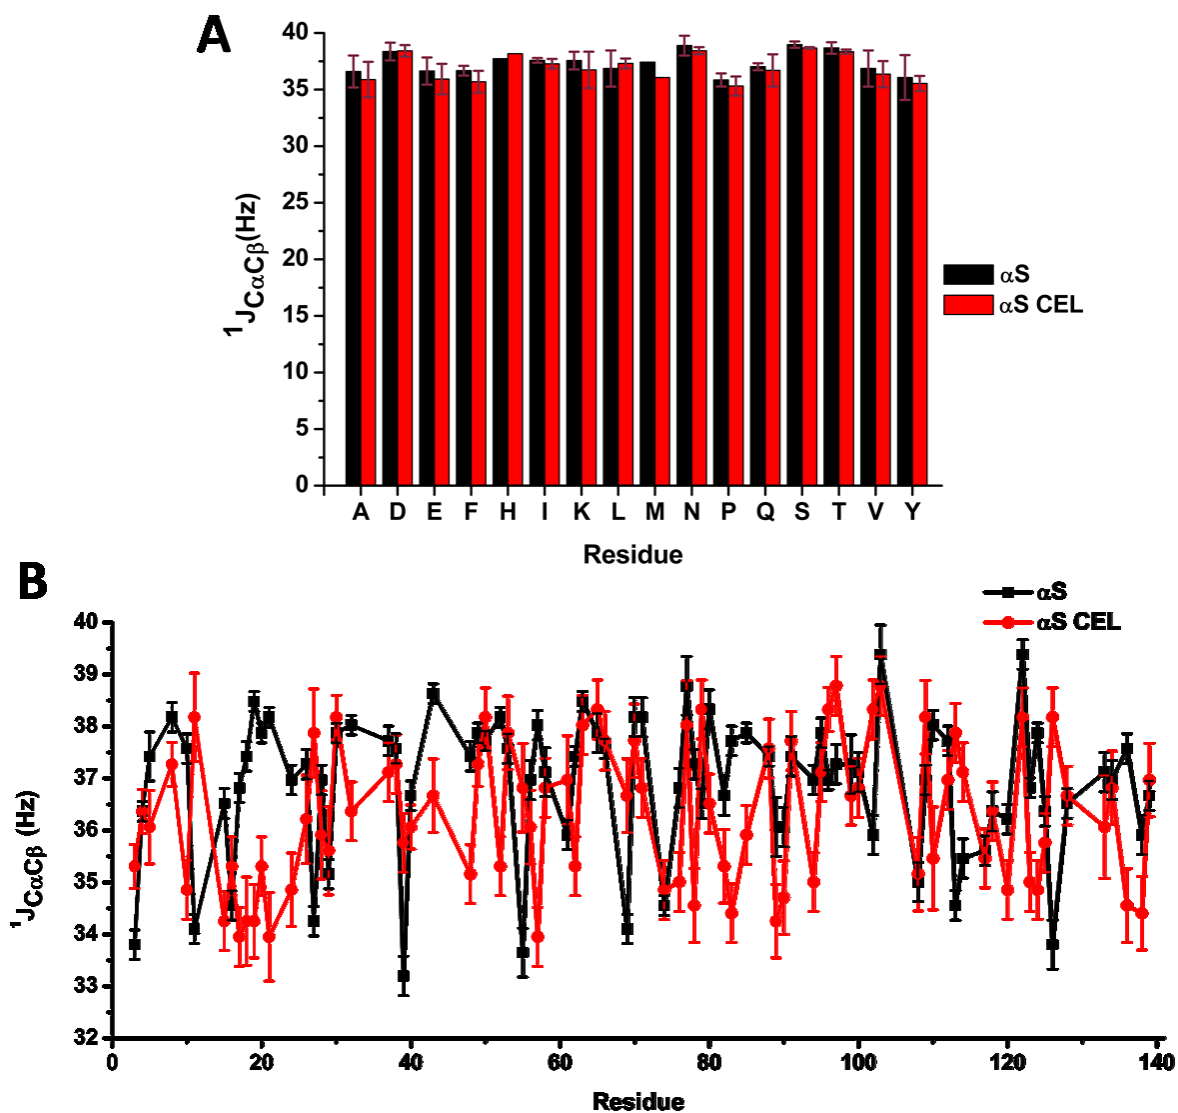 A
40
35
30
25
20
15
10
5
0
¹JCαCβ(Hz)
αS
αS CEL
A D E F H I K L M N P Q S T V Y
Residue
B
αS
αS CEL
40
39
38
37
36
35
34
33
32
¹JCαCβ (Hz)
0 20 40 60 80 100 120 140
Residue